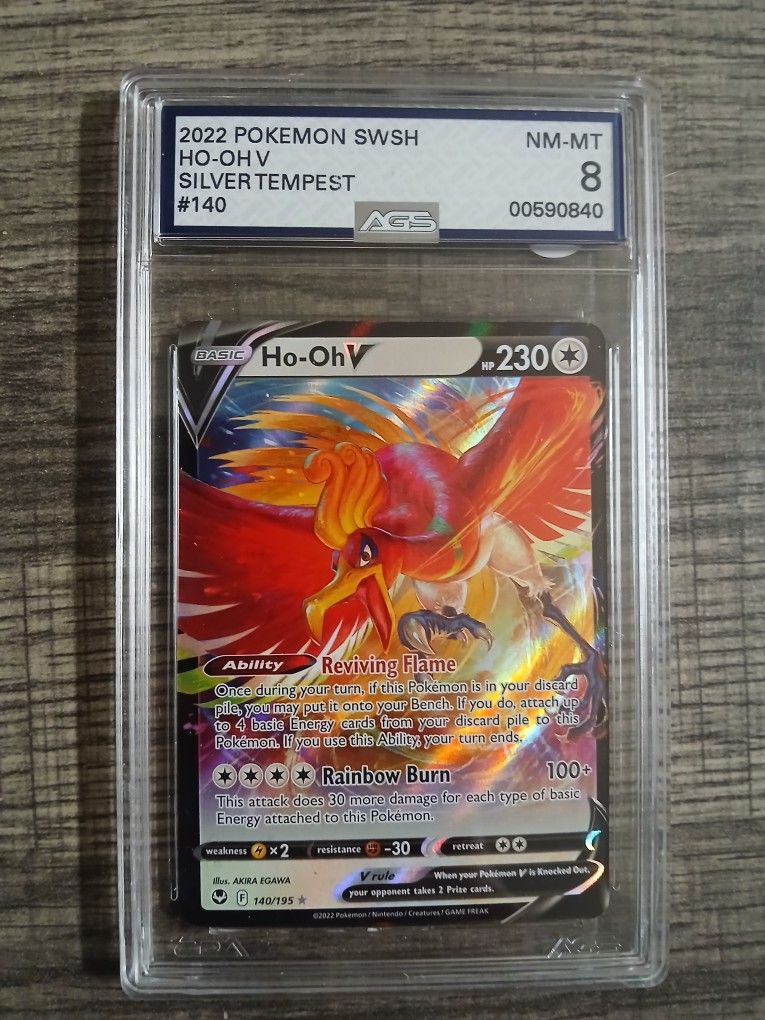 2022 POKEMON SWSH
HO-OH V
SILVER TEMPEST
#140
NM-MT
8
00590840
AGS
BASIC Ho-Oh V HP 230
Ability Reviving Flame
Once during your turn, if this Pokémon is in your discard
pile, you may put it onto your Bench. If you do, attach up
to 4 basic Energy cards from your discard pile to this
Pokémon. If you use this Ability, your turn ends.
Rainbow Burn 100+
This attack does 30 more damage for each type of basic
Energy attached to this Pokémon.
weakness ×2 resistance -30 retreat
Illus. AKIRA EGAWA
F 140/195
V rule When your Pokémon V is Knocked Out,
your opponent takes 2 Prize cards.
©2022 Pokémon / Nintendo / Creatures / GAME FREAK
AGS